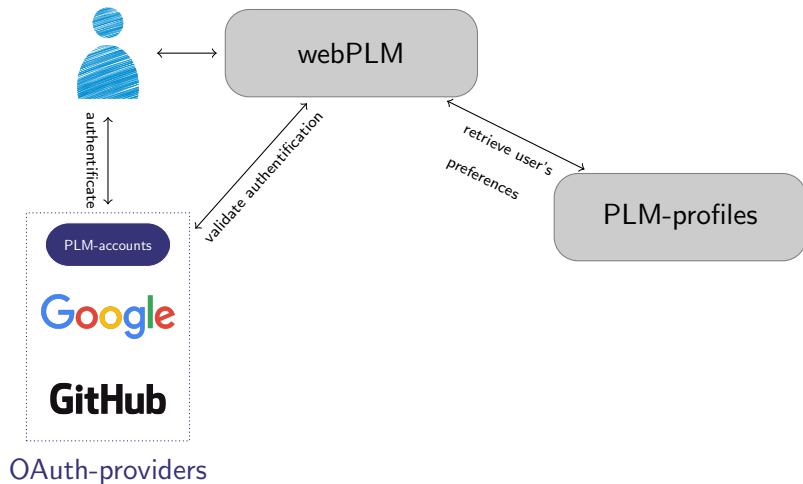 webPLM
authentificate
validate authentification
retrieve user's
preferences
PLM-profiles
PLM-accounts
Google
GitHub
OAuth-providers